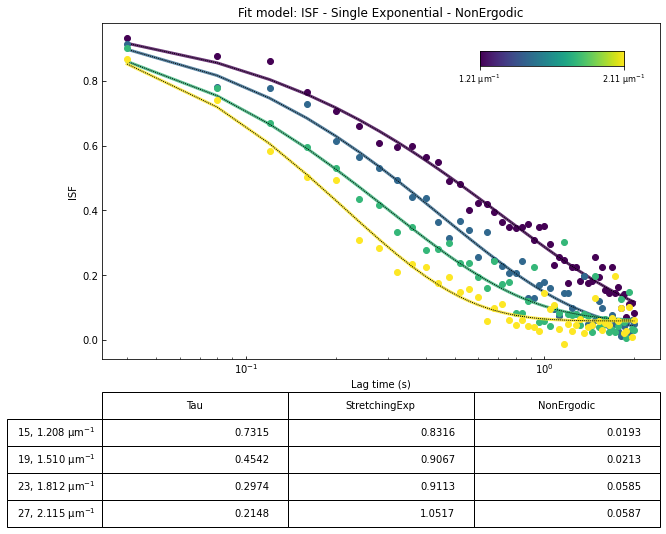 Fit model: ISF - Single Exponential - NonErgodic
1.21 μm⁻¹ 2.11 μm⁻¹
0.8
0.6
0.4
0.2
0.0
ISF
10⁻¹ 10⁰
Lag time (s)
Tau StretchingExp NonErgodic
15, 1.208 μm⁻¹ 0.7315 0.8316 0.0193
19, 1.510 μm⁻¹ 0.4542 0.9067 0.0213
23, 1.812 μm⁻¹ 0.2974 0.9113 0.0585
27, 2.115 μm⁻¹ 0.2148 1.0517 0.0587